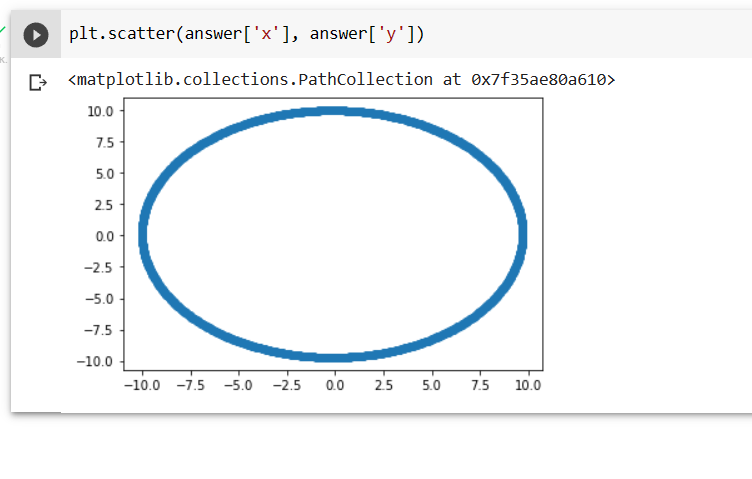 plt.scatter(answer['x'], answer['y'])
K.
<matplotlib.collections.PathCollection at 0x7f35ae80a610>
10.0
7.5
5.0
2.5
0.0
−2.5
−5.0
−7.5
−10.0
−10.0 −7.5 −5.0 −2.5 0.0 2.5 5.0 7.5 10.0